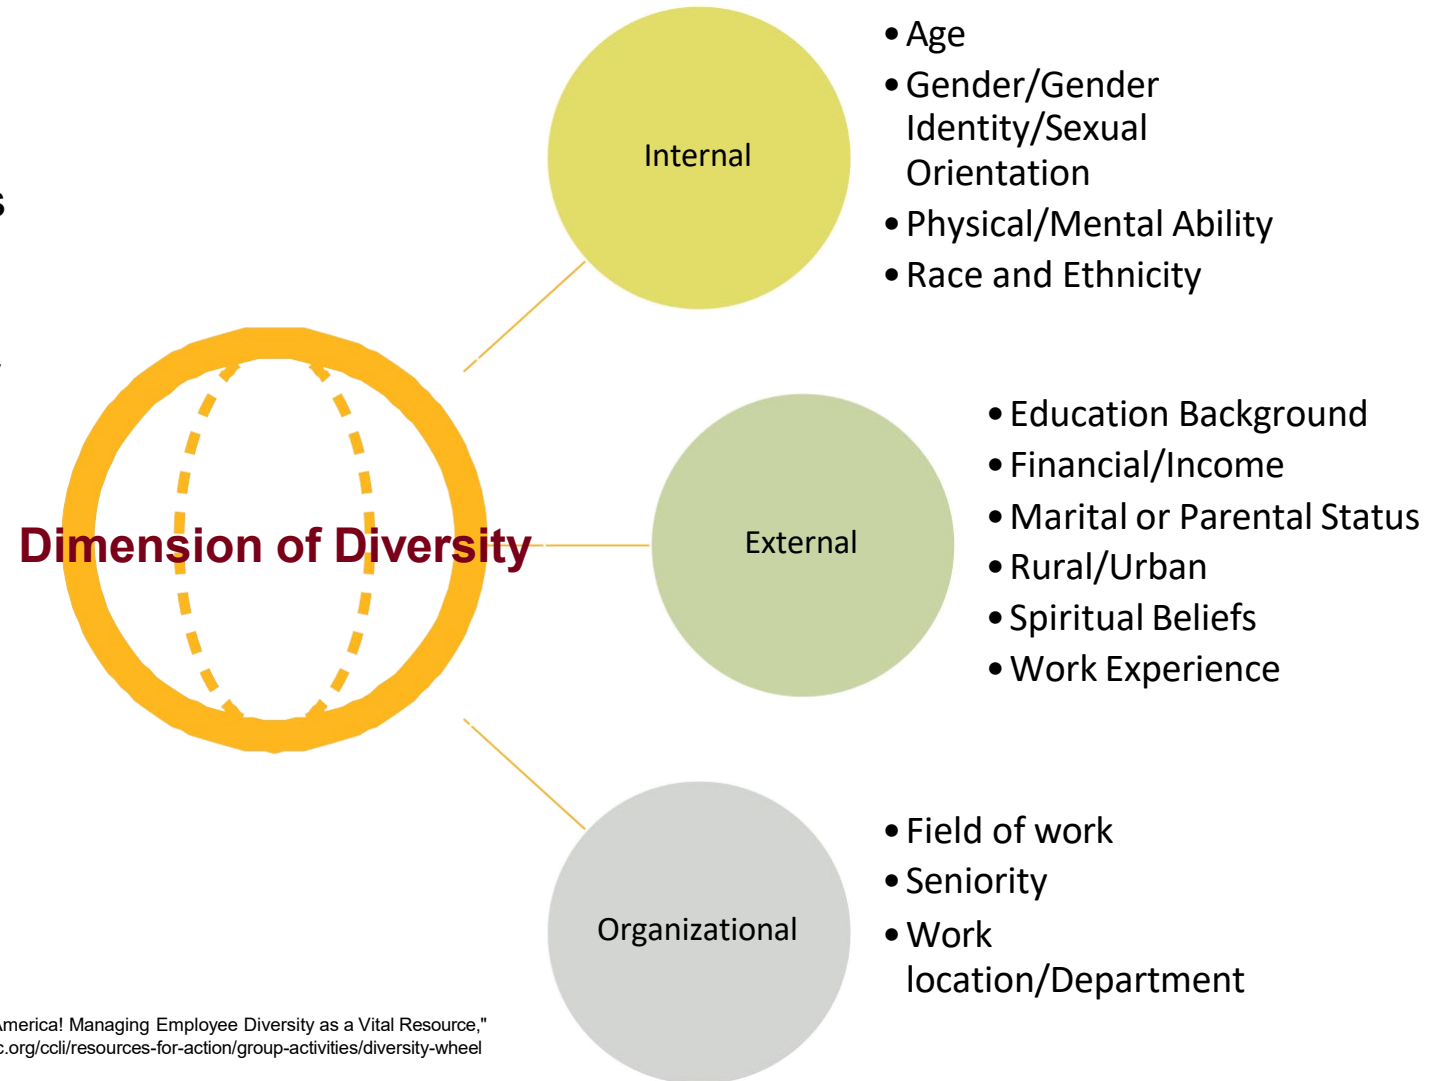 • Age
• Gender/Gender
Identity/Sexual
Orientation
• Physical/Mental Ability
• Race and Ethnicity
Internal
Dimension of Diversity
External
• Education Background
• Financial/Income
• Marital or Parental Status
• Rural/Urban
• Spiritual Beliefs
• Work Experience
Organizational
• Field of work
• Seniority
• Work
location/Department
America! Managing Employee Diversity as a Vital Resource,"
c.org/ccli/resources-for-action/group-activities/diversity-wheel